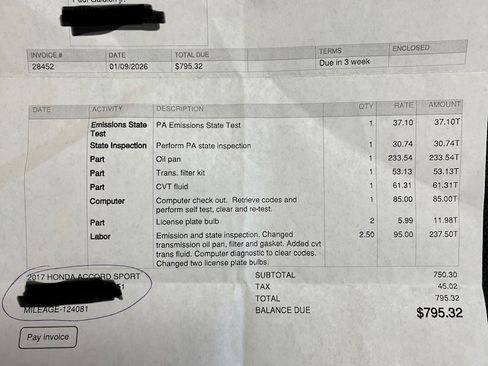 INVOICE # DATE TOTAL DUE TERMS ENCLOSED
28452 01/09/2026 $795.32 Due in 3 week
DATE ACTIVITY DESCRIPTION QTY RATE AMOUNT
Emissions State Test PA Emissions State Test 1 37.10 37.10T
State Inspection Perform PA state inspection 1 30.74 30.74T
Part Oil pan 1 233.54 233.54T
Part Trans. filter kit 1 53.13 53.13T
Part CVT fluid 1 61.31 61.31T
Computer Computer check out. Retrieve codes and 1 85.00 85.00T
perform self test, clear and re-test.
Part License plate bulb 2 5.99 11.98T
Labor Emission and state inspection. Changed 2.50 95.00 237.50T
transmission oil pan, filter and gasket. Added cvt
trans fluid. Computer diagnostic to clear codes.
Changed two license plate bulbs.
2017 HONDA ACCORD SPORT SUBTOTAL 750.30
TAX 45.02
TOTAL 795.32
MILEAGE-124081 BALANCE DUE $795.32
Pay invoice